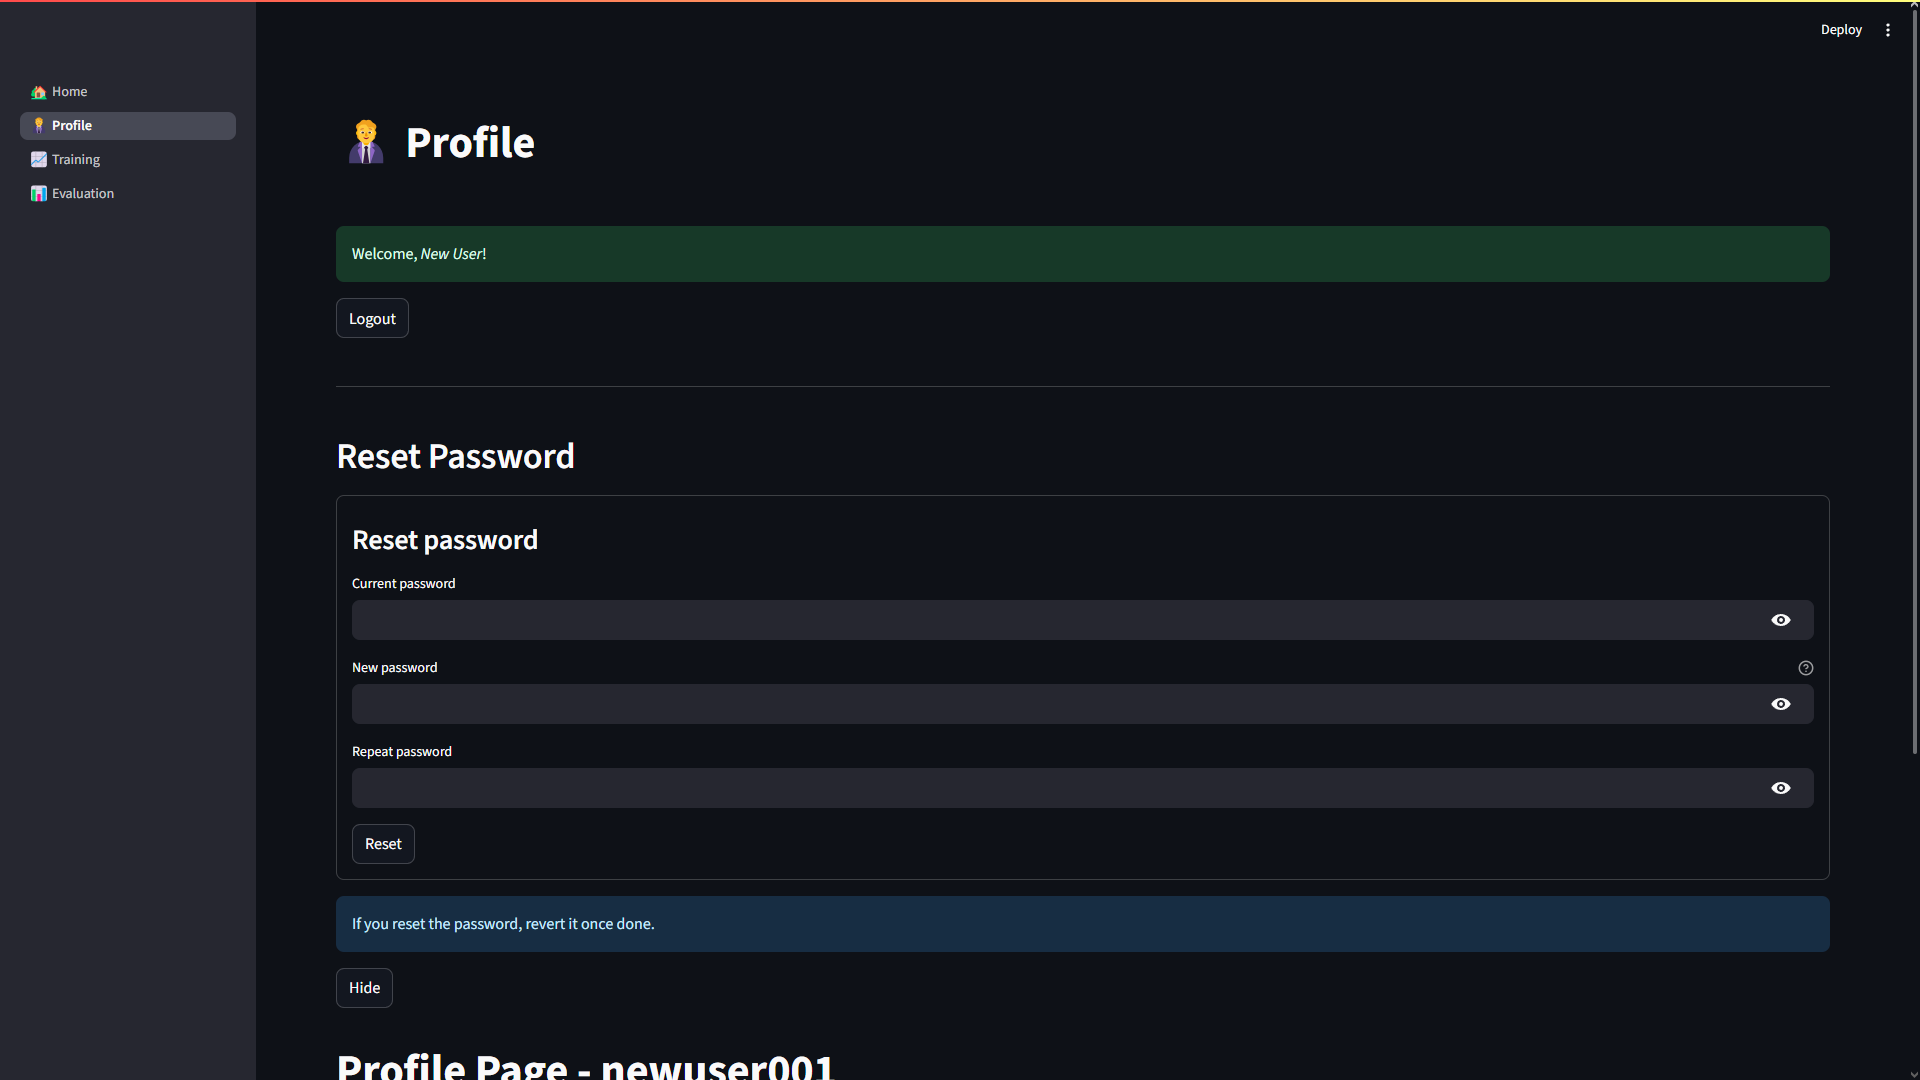 Deploy
Home
Profile
Training
Evaluation
Profile
Welcome, New User!
Logout
Reset Password
Reset password
Current password
New password
Repeat password
Reset
If you reset the password, revert it once done.
Hide
Profile Page - newuser001